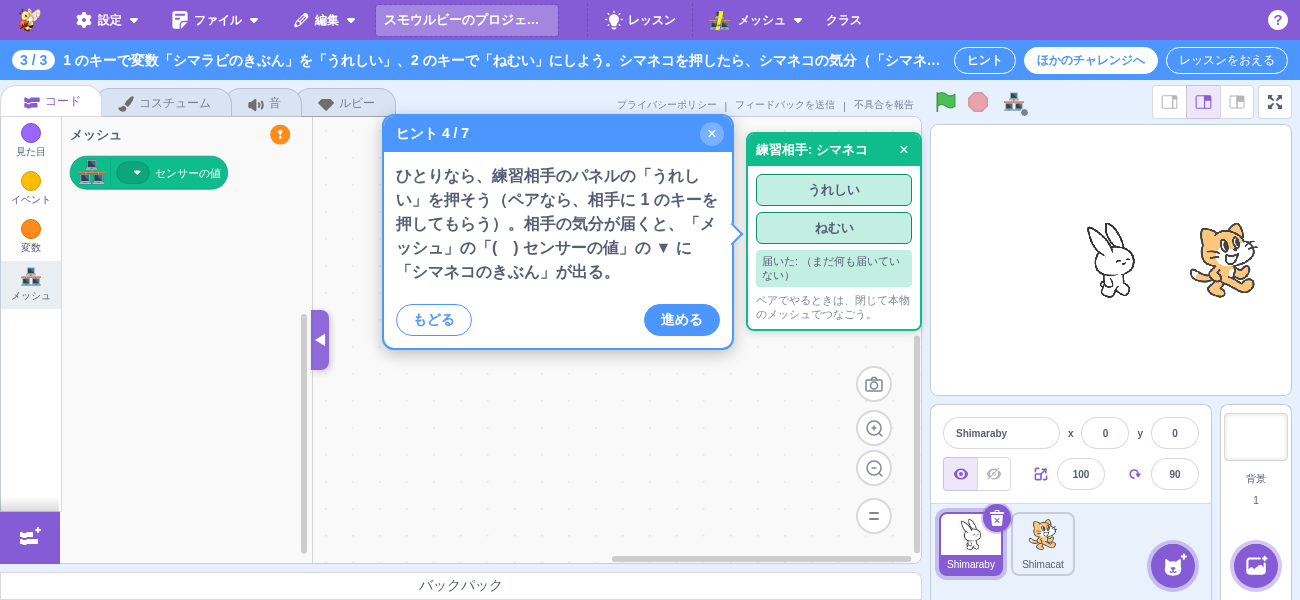 設定
ファイル
編集
スモウルビーのプロジェ...
レッスン
メッシュ
クラス
?
3 / 3
1 のキーで変数「シマラビのきぶん」を「うれしい」、2 のキーで「ねむい」にしよう。シマネコを押したら、シマネコの気分（「シマネ...
ヒント
ほかのチャレンジへ
レッスンをおえる
コード
コスチューム
音
ルビー
プライバシーポリシー | フィードバックを送信 | 不具合を報告
見た目
イベント
変数
メッシュ
メッシュ
センサーの値
ヒント 4 / 7
ひとりなら、練習相手のパネルの「うれし
い」を押そう（ペアなら、相手に 1 のキーを
押してもらう）。相手の気分が届くと、「メ
ッシュ」の「(　) センサーの値」の ▼ に
「シマネコのきぶん」が出る。
もどる
進める
練習相手: シマネコ
うれしい
ねむい
届いた: （まだ何も届いてい
ない）
ペアでやるときは、閉じて本物
のメッシュでつなごう。
Shimaraby
x
0
y
0
100
90
Shimaraby
Shimacat
背景
1
バックパック